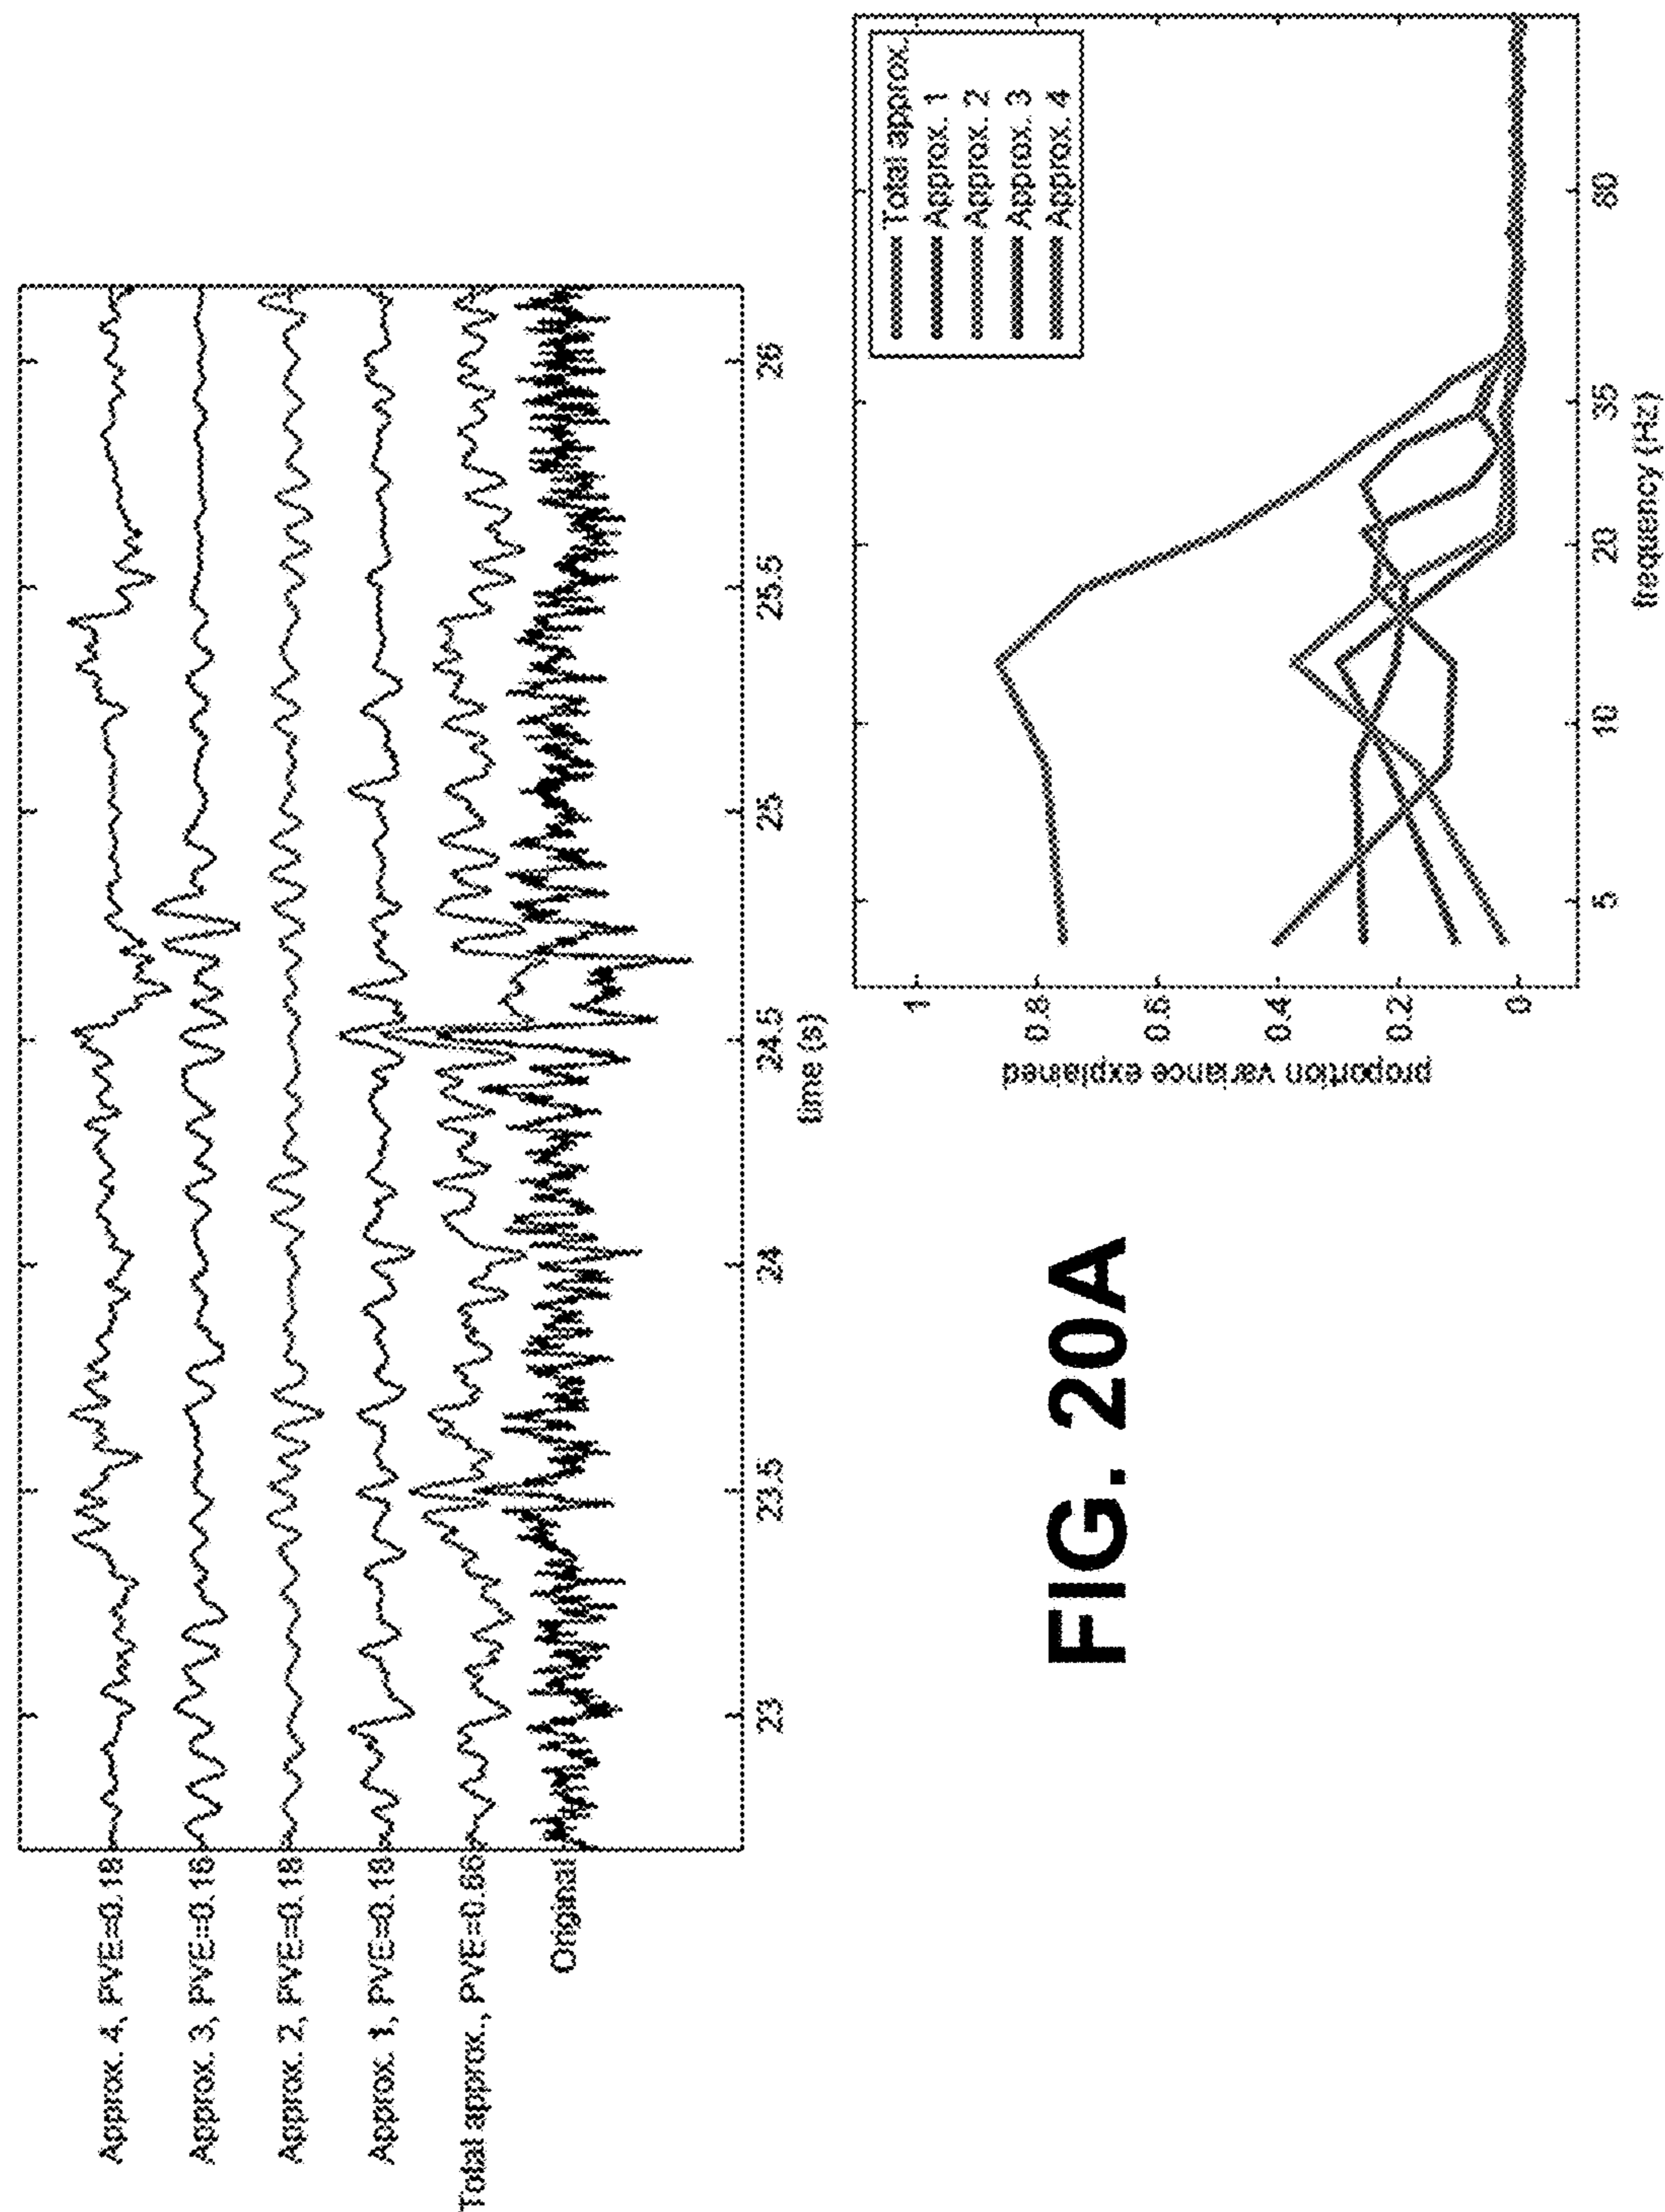 Approx. 4, PVE=0.18
Approx. 3, PVE=0.18
Approx. 2, PVE=0.18
Approx. 1, PVE=0.18
Total approx., PVE=0.86
Original
23
23.5
24
24.5
25
25.5
26
time (s)
1
0.8
0.6
0.4
0.2
0
proportion variance explained
5
10
20
35
80
frequency (Hz)
Total approx.
Approx. 1
Approx. 2
Approx. 3
Approx. 4
FIG. 20A